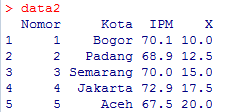 > data2
  Nomor     Kota  IPM    X
1     1    Bogor 70.1 10.0
2     2   Padang 68.9 12.5
3     3 Semarang 70.0 15.0
4     4  Jakarta 72.9 17.5
5     5     Aceh 67.5 20.0